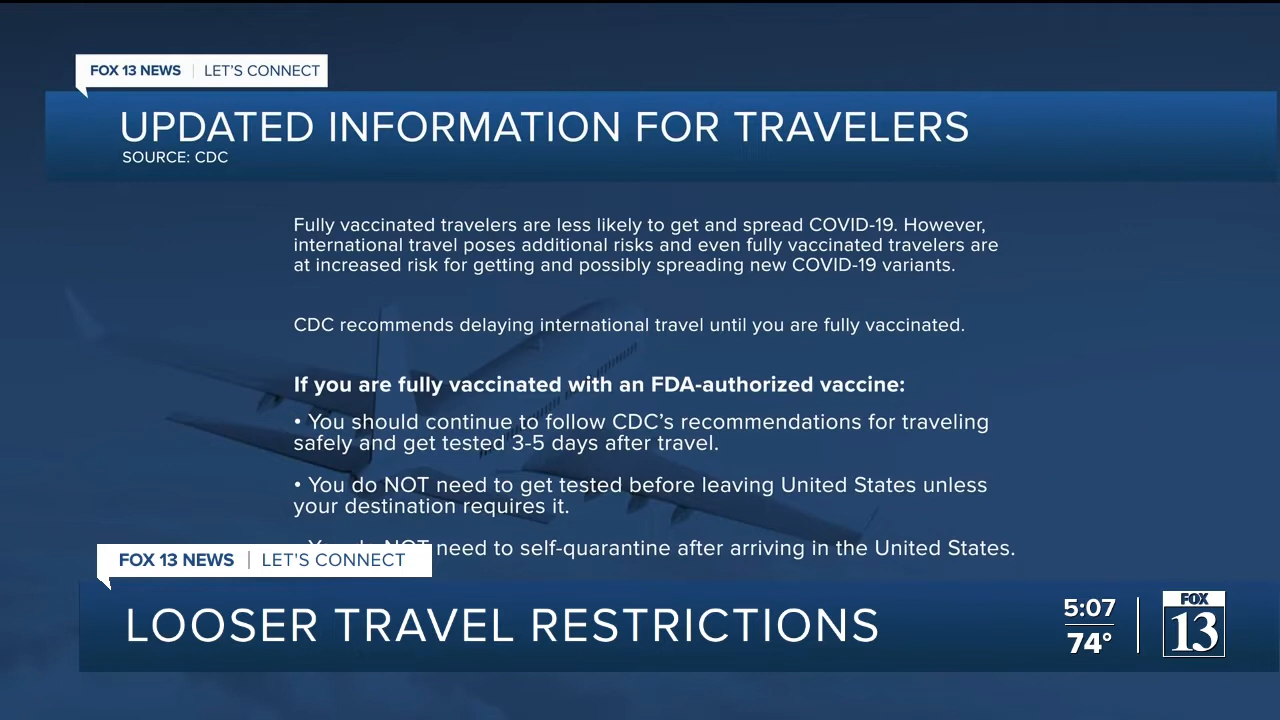 FOX 13 NEWS | LET'S CONNECT
UPDATED INFORMATION FOR TRAVELERS
SOURCE: CDC
Fully vaccinated travelers are less likely to get and spread COVID-19. However,
international travel poses additional risks and even fully vaccinated travelers are
at increased risk for getting and possibly spreading new COVID-19 variants.
CDC recommends delaying international travel until you are fully vaccinated.
If you are fully vaccinated with an FDA-authorized vaccine:
• You should continue to follow CDC's recommendations for traveling
safely and get tested 3-5 days after travel.
• You do NOT need to get tested before leaving United States unless
your destination requires it.
NOT need to self-quarantine after arriving in the United States.
FOX 13 NEWS | LET'S CONNECT
LOOSER TRAVEL RESTRICTIONS
5:07
74°
FOX
13